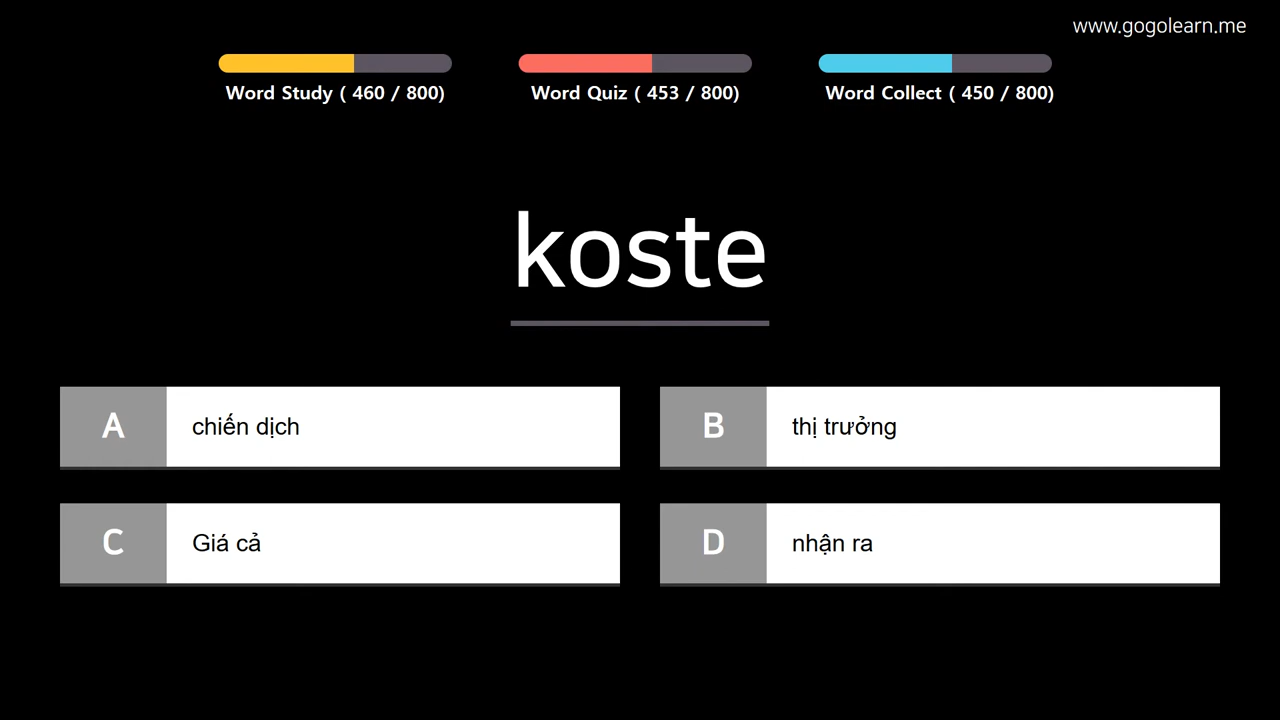 www.gogolearn.me
Word Study ( 460 / 800)
Word Quiz ( 453 / 800)
Word Collect ( 450 / 800)
koste
A
chiến dịch
B
thị trưởng
C
Giá cả
D
nhận ra